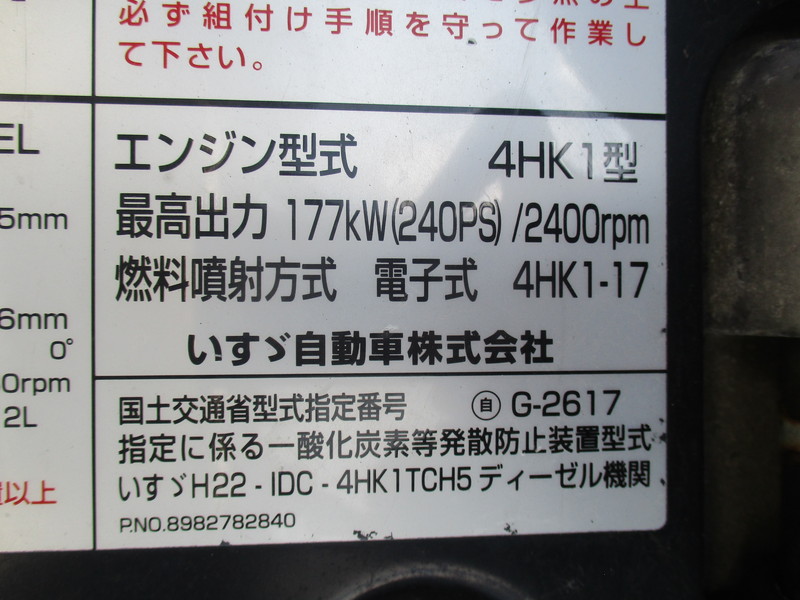 必ず組付け手順を守って作業し
て下さい。
EL
5mm
6mm
0°
0rpm
2L
以上
エンジン型式 4HK1型
最高出力 177kW(240PS)/2400rpm
燃料噴射方式 電子式 4HK1-17
いすゞ自動車株式会社
国土交通省型式指定番号 自 G-2617
指定に係る一酸化炭素等発散防止装置型式
いすゞH22 - IDC - 4HK1TCH5 ディーゼル機関
P.NO.8982782840